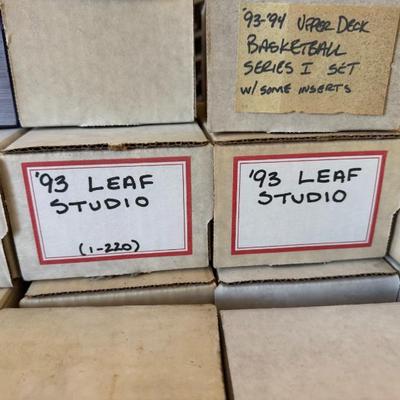 '93-'94 UPPER DECK
BASKETBALL
SERIES I SET
W/ SOME INSERTS
'93 LEAF
STUDIO
(1-220)
'93 LEAF
STUDIO